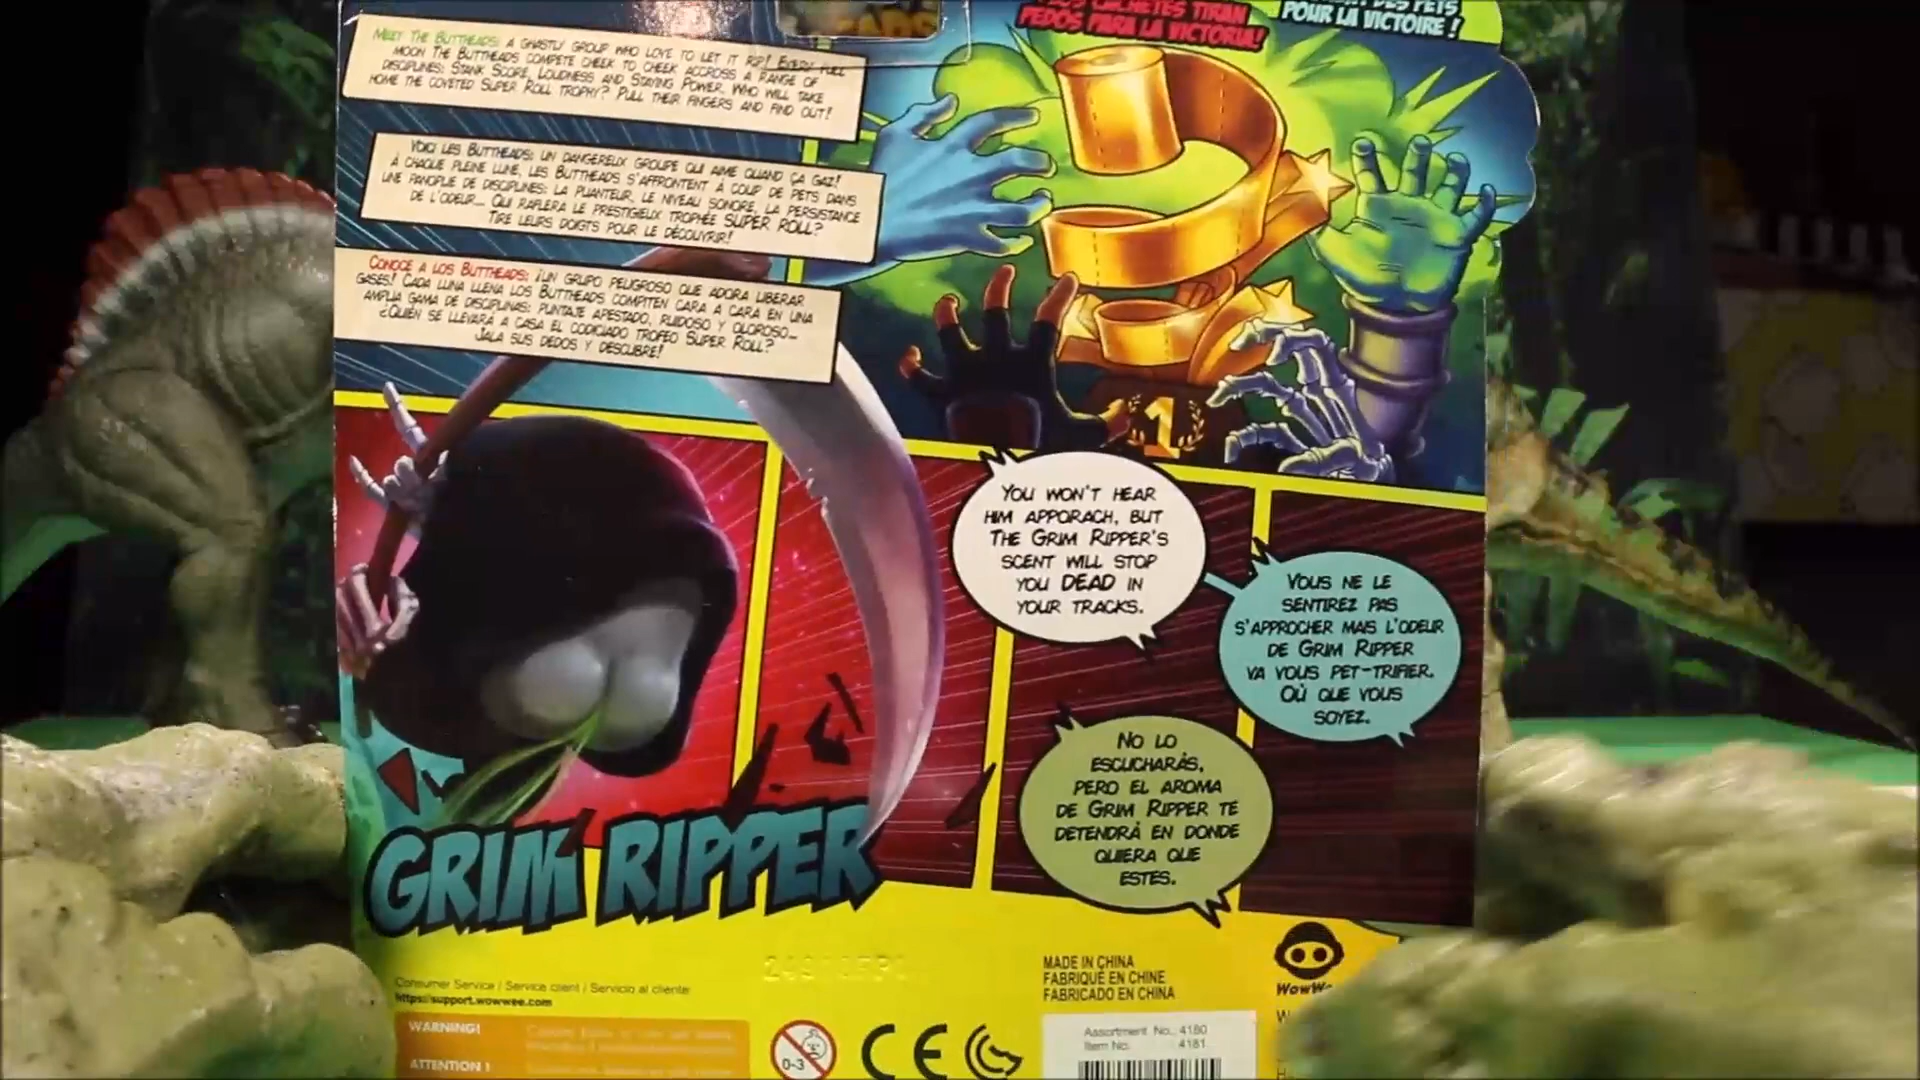 MEET THE BUTTHEADS: A GHASTLY GROUP WHO LOVE TO LET IT RIP! EVERY FULL
MOON THE BUTTHEADS COMPETE CHEEK TO CHEEK ACCROSS A RANGE OF
DISCIPLINES: STANK SCORE, LOUDNESS AND STAYING POWER. WHO WILL TAKE
HOME THE COVETED SUPER ROLL TROPHY? PULL THEIR FINGERS AND FIND OUT!
VOICI LES BUTTHEADS: UN DANGEREUX GROUPE QUI AIME QUAND ÇA GAZ!
À CHAQUE PLEINE LUNE, LES BUTTHEADS S'AFFRONTENT À COUP DE PETS DANS
UNE PANOPLIE DE DISCIPLINES: LA PUANTEUR, LE NIVEAU SONORE, LA PERSISTANCE
DE L'ODEUR... QUI RAFLERA LE PRESTIGIEUX TROPHÉE SUPER ROLL?
TIRE LEURS DOIGTS POUR LE DÉCOUVRIR!
CONOCE A LOS BUTTHEADS: ¡UN GRUPO PELIGROSO QUE ADORA LIBERAR
GASES! CADA LUNA LLENA LOS BUTTHEADS COMPITEN CARA A CARA EN UNA
AMPLIA GAMA DE DISCIPLINAS: PUNTAJE APESTADO, RUIDOSO Y OLOROSO...
¿QUIÉN SE LLEVARÁ A CASA EL CODICIADO TROFEO SUPER ROLL?
JALA SUS DEDOS Y DESCUBRE!
CACHETES TIRAN
PEDOS PARA LA VICTORIA!
DES PETS
POUR LA VICTOIRE !
1
YOU WON'T HEAR
HIM APPORACH, BUT
THE GRIM RIPPER'S
SCENT WILL STOP
YOU DEAD IN
YOUR TRACKS.
VOUS NE LE
SENTIREZ PAS
S'APPROCHER MAIS L'ODEUR
DE GRIM RIPPER
VA VOUS PET-TRIFIER.
OÙ QUE VOUS
SOYEZ.
NO LO
ESCUCHARÁS,
PERO EL AROMA
DE GRIM RIPPER TE
DETENDRÁ EN DONDE
QUIERA QUE
ESTÉS.
GRIM RIPPER
Consumer Service / Service client / Servicio al cliente
https://support.wowwee.com
WARNING!
ATTENTION !
0-3
CE
MADE IN CHINA
FABRIQUÉ EN CHINE
FABRICADO EN CHINA
Assortment No.: 4180
Item No. 4181
WowWee